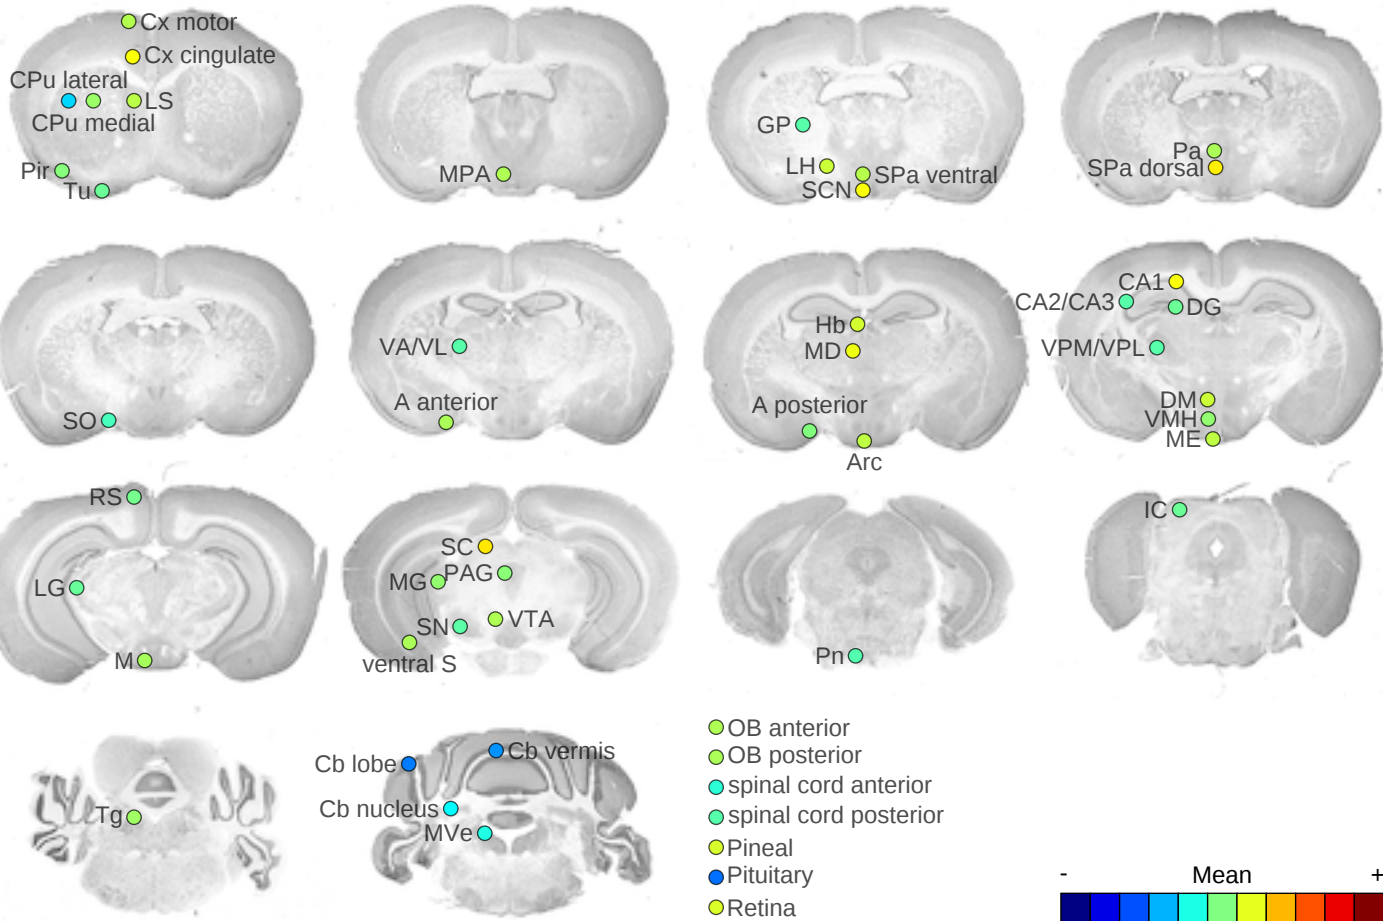 Cx motor
Cx cingulate
CPu lateral
LS
CPu medial
Pir
Tu
MPA
GP
LH
SPa ventral
SCN
Pa
SPa dorsal
SO
VA/VL
A anterior
Hb
MD
A posterior
Arc
CA1
CA2/CA3
DG
VPM/VPL
DM
VMH
ME
RS
LG
M
SC
MG
PAG
SN
VTA
ventral S
Pn
IC
Tg
Cb lobe
Cb vermis
Cb nucleus
MVe
OB anterior
OB posterior
spinal cord anterior
spinal cord posterior
Pineal
Pituitary
Retina
- Mean +